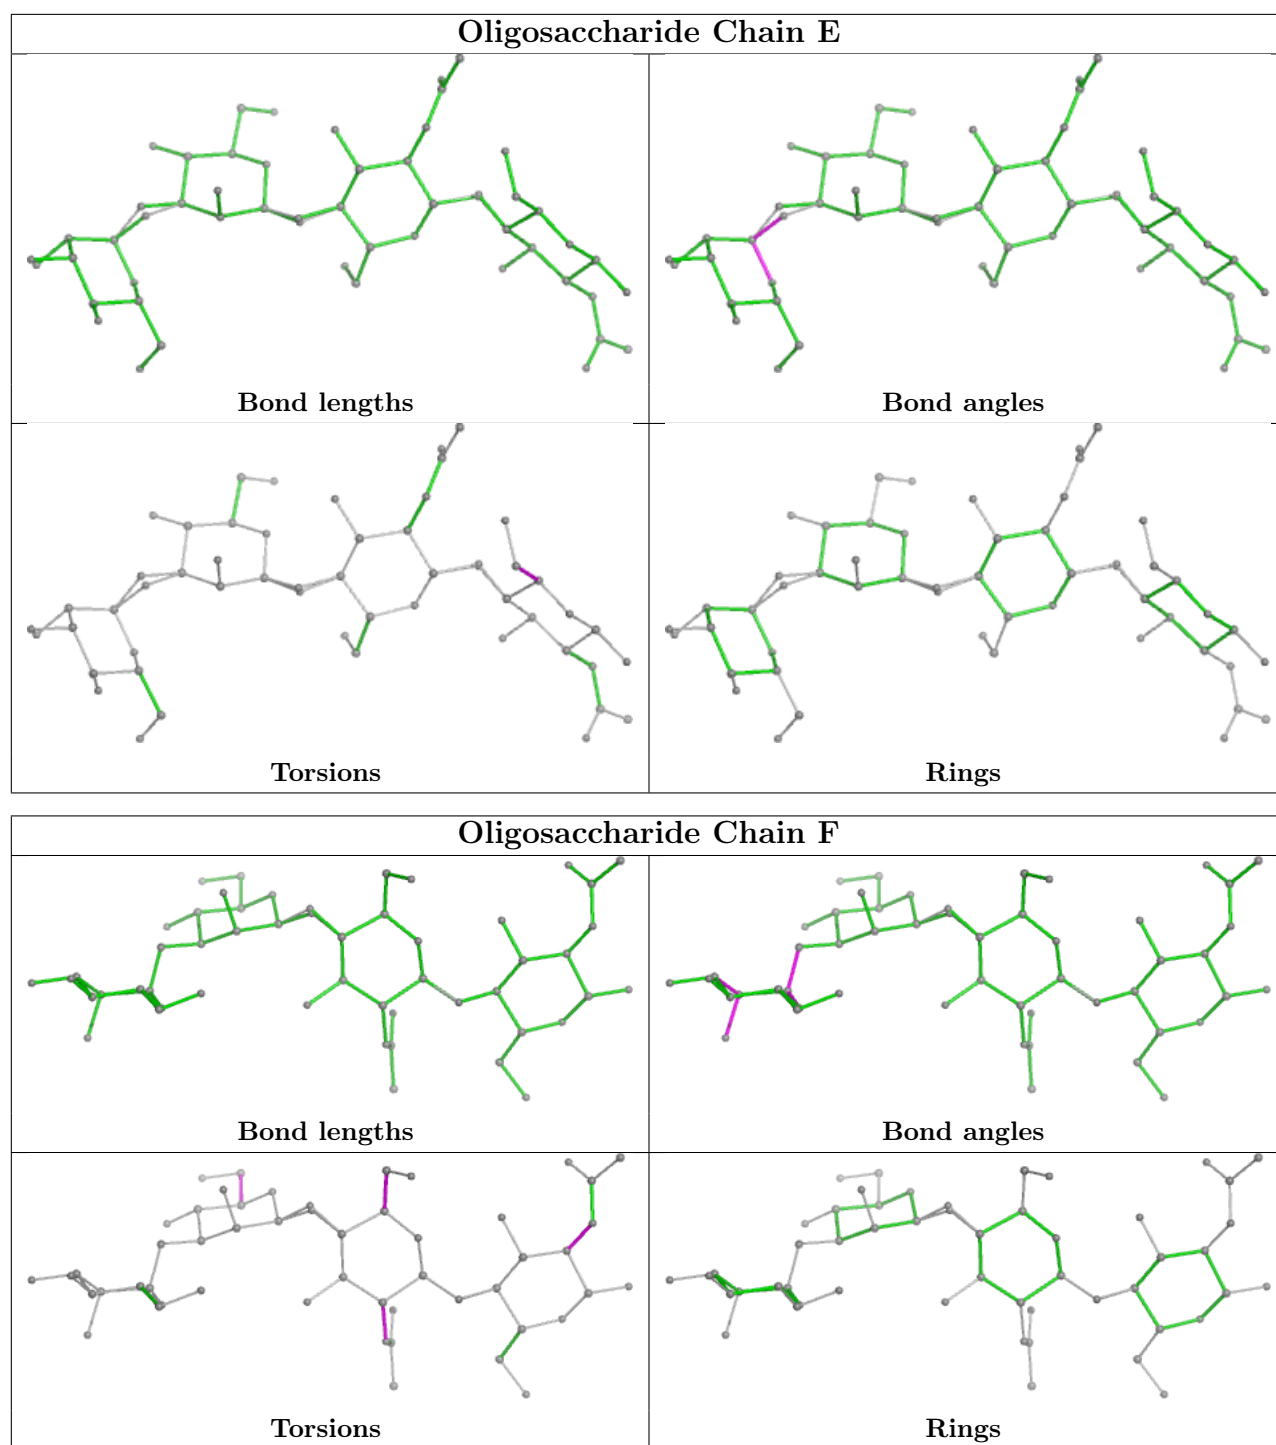 Oligosaccharide Chain E
Bond lengths
Bond angles
Torsions
Rings
Oligosaccharide Chain F
Bond lengths
Bond angles
Torsions
Rings